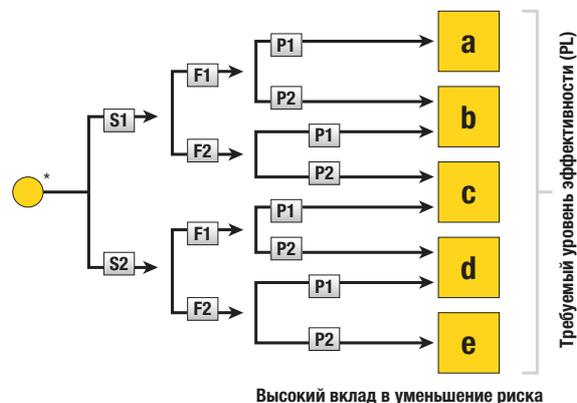 P1
a
F1
P2
b
S1
P1
F2
P2
c
*
P1
F1
P2
d
S2
P1
F2
P2
e
Требуемый уровень эффективности (PL)
Высокий вклад в уменьшение риска